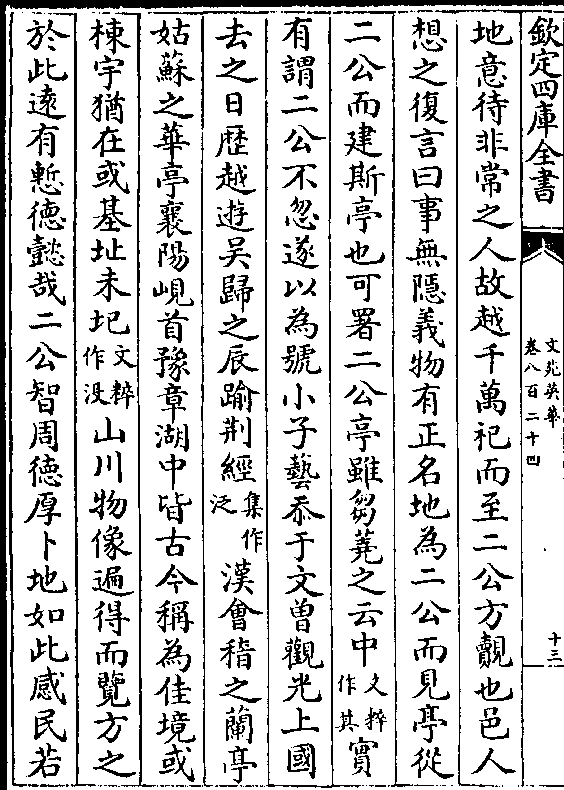 欽定四庫全書
文苑英華
卷八百二十四
十三
地意待非常之人故越千萬祀而至二公方覿也邑人
想之復言曰事無隱義物有正名地為二公而見亭從
二公而建斯亭也可署二公亭雖芻蕘之云中文粹作其實
有謂二公不忽遂以為號小子藝忝于文曾觀光上國
去之日歴越遊吳歸之辰踰荆經集作泛漢會稽之蘭亭
姑蘇之華亭襄陽峴首豫章湖中皆古今稱為佳境或
棟宇猶在或基址未圮文粹作没山川物像遍得而覽方之
於此遠有慙德懿哉二公智周德厚卜地如此感民若